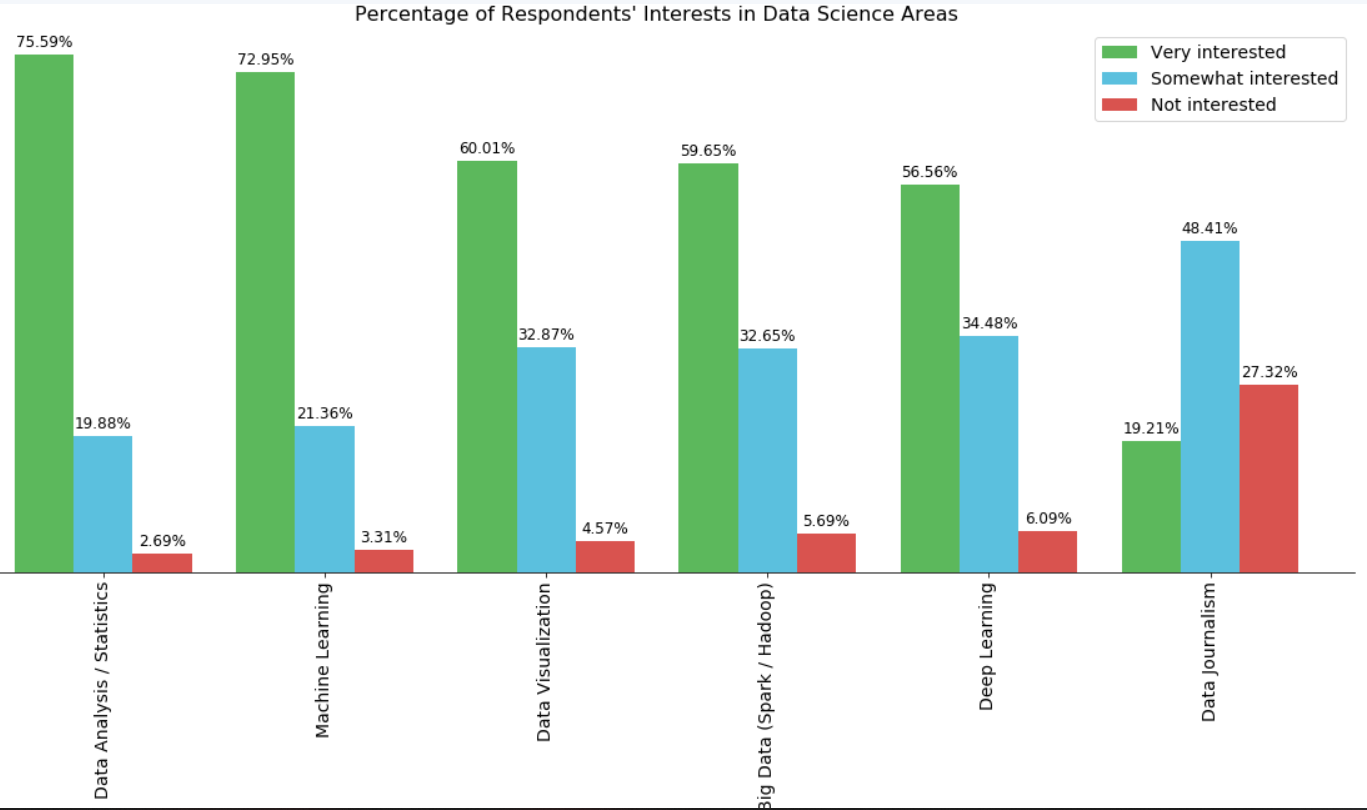 Percentage of Respondents' Interests in Data Science Areas
Very interested
Somewhat interested
Not interested
75.59%
19.88%
2.69%
72.95%
21.36%
3.31%
60.01%
32.87%
4.57%
59.65%
32.65%
5.69%
56.56%
34.48%
6.09%
19.21%
48.41%
27.32%
Data Analysis / Statistics
Machine Learning
Data Visualization
Big Data (Spark / Hadoop)
Deep Learning
Data Journalism